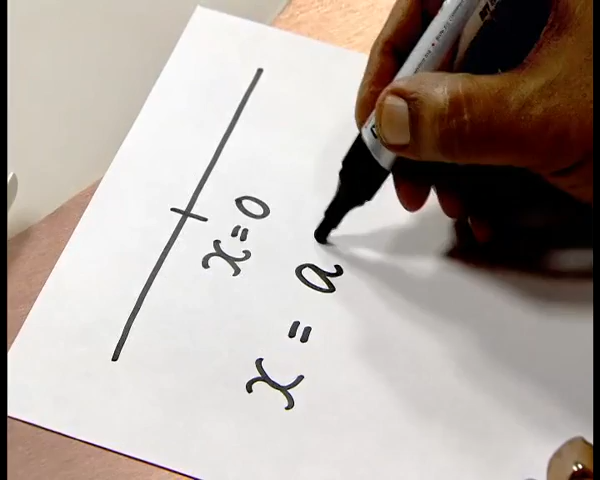 x=0
x = a